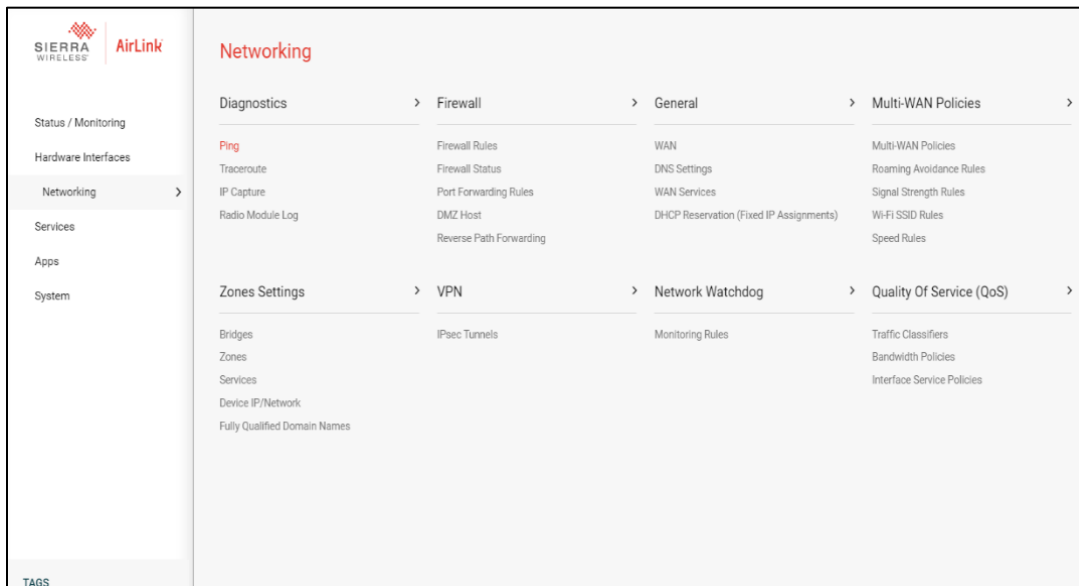 SIERRA
WIRELESS
AirLink
Status / Monitoring
Hardware Interfaces
Networking
Services
Apps
System
TAGS
Networking
Diagnostics
Ping
Traceroute
IP Capture
Radio Module Log
Firewall
Firewall Rules
Firewall Status
Port Forwarding Rules
DMZ Host
Reverse Path Forwarding
General
WAN
DNS Settings
WAN Services
DHCP Reservation (Fixed IP Assignments)
Multi-WAN Policies
Multi-WAN Policies
Roaming Avoidance Rules
Signal Strength Rules
Wi-Fi SSID Rules
Speed Rules
Zones Settings
Bridges
Zones
Services
Device IP/Network
Fully Qualified Domain Names
VPN
IPsec Tunnels
Network Watchdog
Monitoring Rules
Quality Of Service (QoS)
Traffic Classifiers
Bandwidth Policies
Interface Service Policies